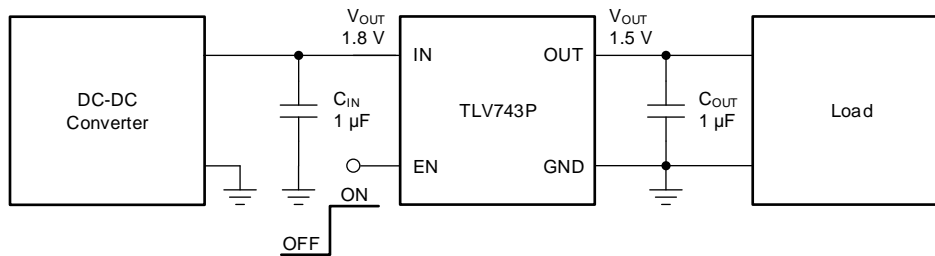 VOUT
1.8 V
VOUT
1.5 V
IN
OUT
DC-DC
Converter
CIN
1 µF
TLV743P
COUT
1 µF
Load
EN
GND
ON
OFF